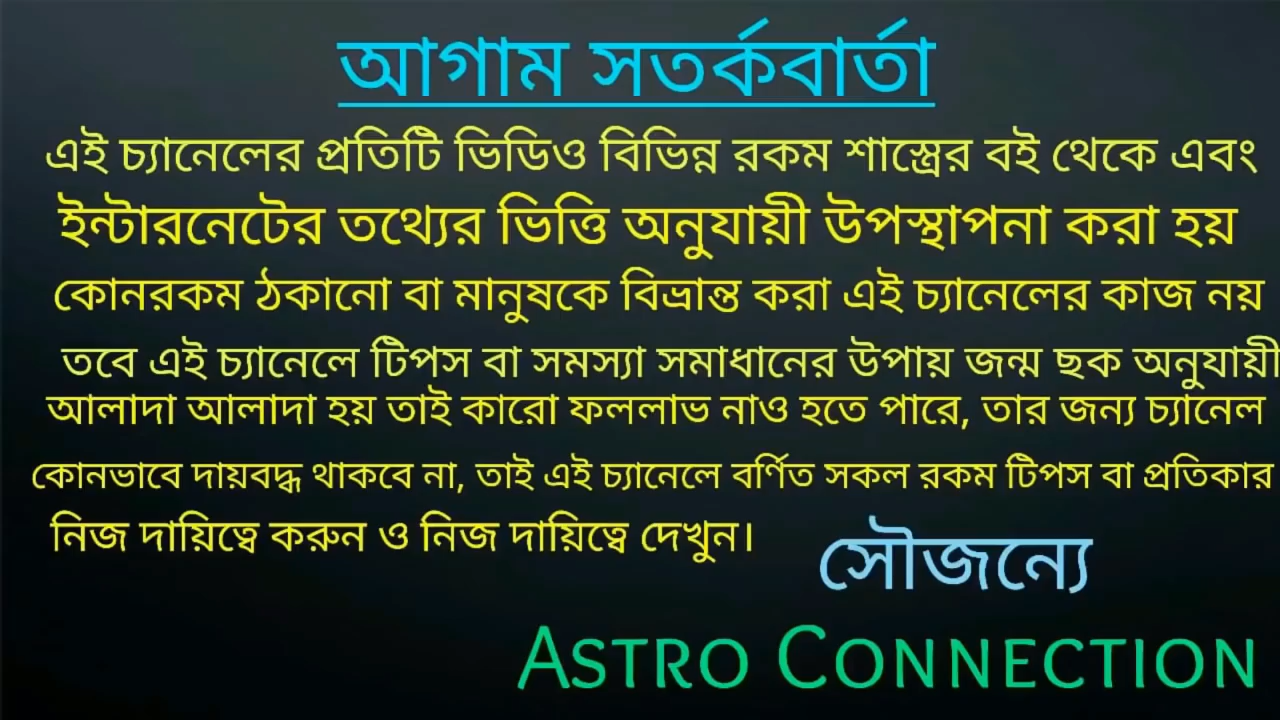 আগাম সতর্কবার্তা
এই চ্যানেলের প্রতিটি ভিডিও বিভিন্ন রকম শাস্ত্রের বই থেকে এবং
ইন্টারনেটের তথ্যের ভিত্তি অনুযায়ী উপস্থাপনা করা হয়
কোনরকম ঠকানো বা মানুষকে বিভ্রান্ত করা এই চ্যানেলের কাজ নয়
তবে এই চ্যানেলে টিপস বা সমস্যা সমাধানের উপায় জন্ম ছক অনুযায়ী
আলাদা আলাদা হয় তাই কারো ফললাভ নাও হতে পারে, তার জন্য চ্যানেল
কোনভাবে দায়বদ্ধ থাকবে না, তাই এই চ্যানেলে বর্ণিত সকল রকম টিপস বা প্রতিকার
নিজ দায়িত্বে করুন ও নিজ দায়িত্বে দেখুন।
সৌজন্যে
ASTRO CONNECTION